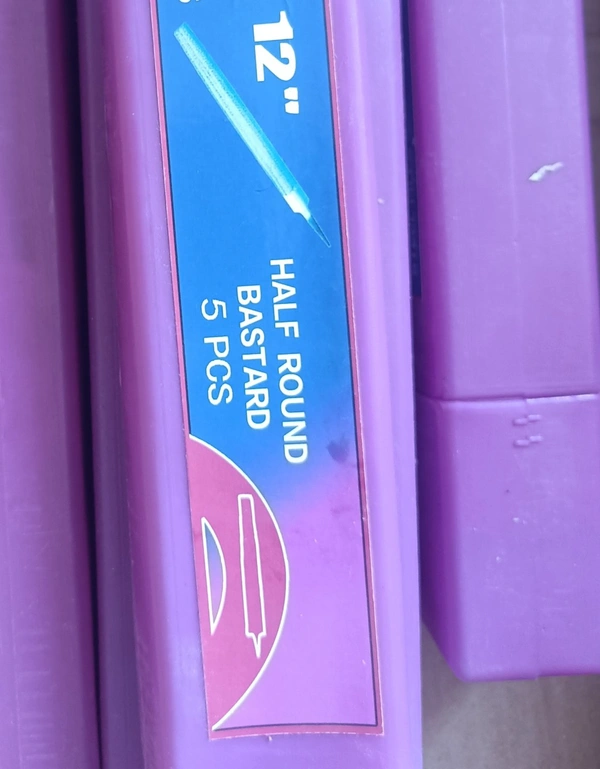 12"
HALF ROUND
BASTARD
5 PCS